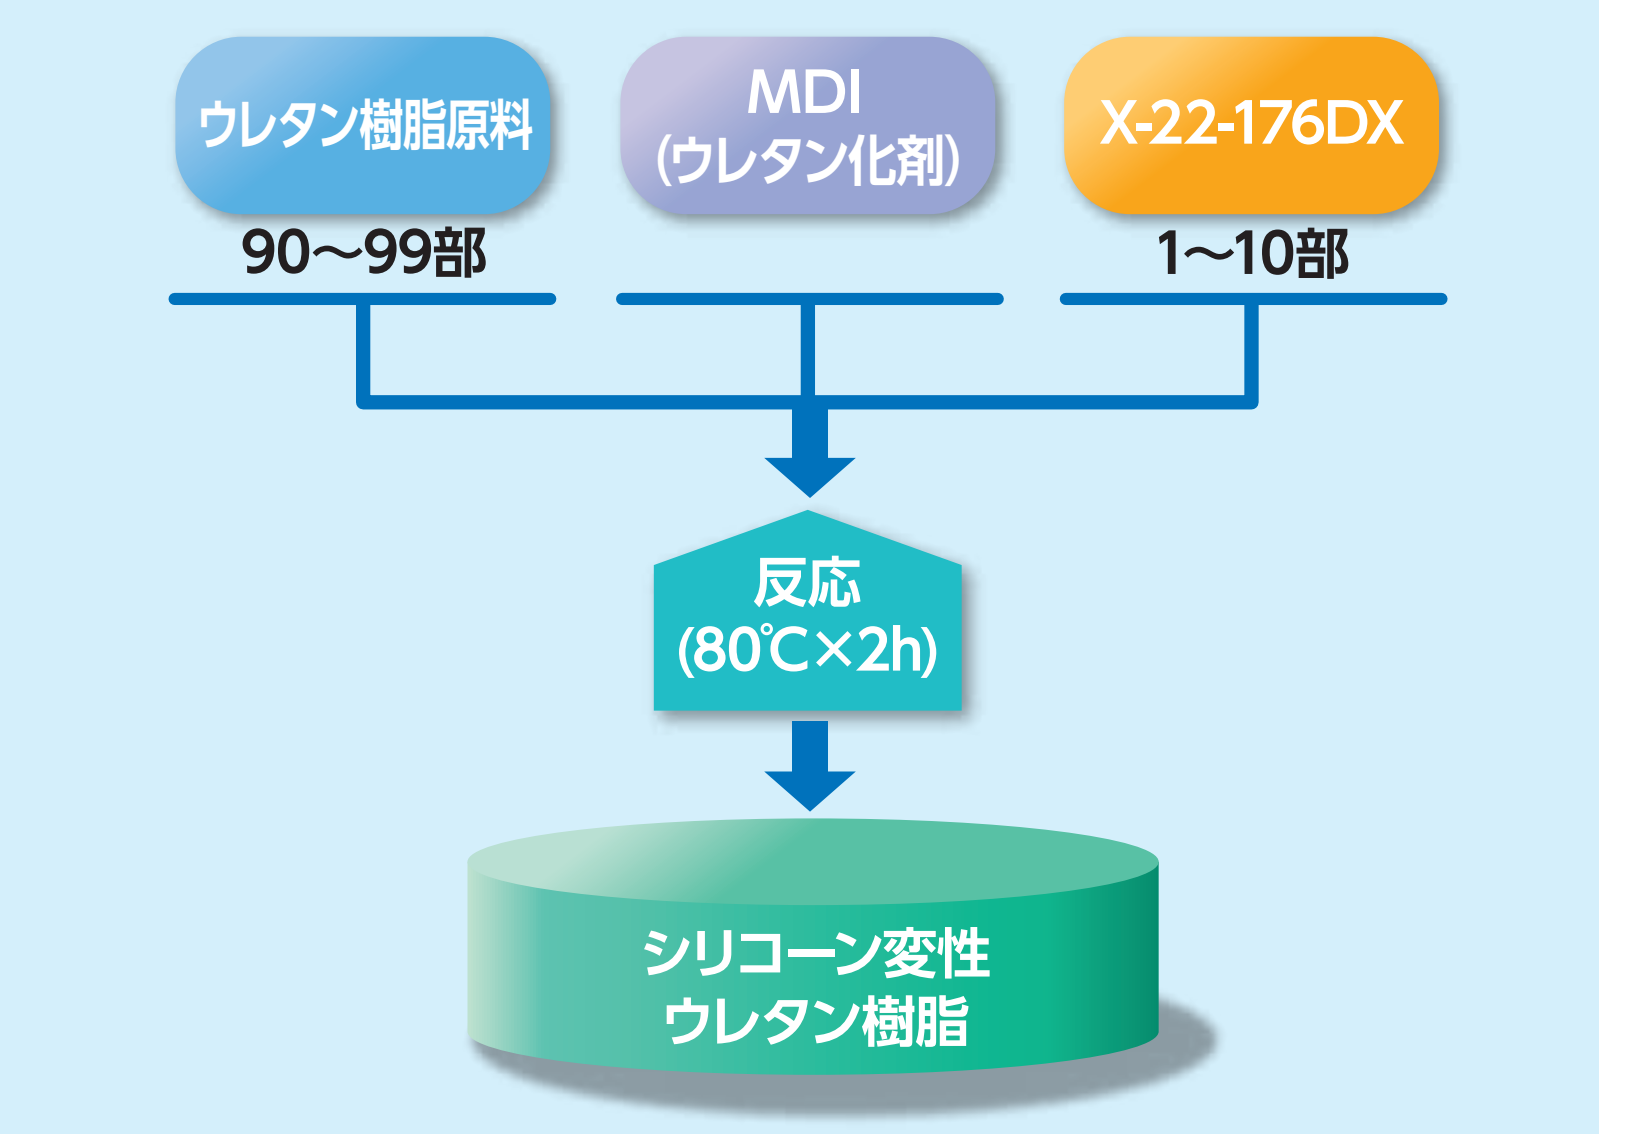 ウレタン樹脂原料
MDI
(ウレタン化剤)
X-22-176DX
90～99部
1～10部
反応
(80℃×2h)
シリコーン変性
ウレタン樹脂